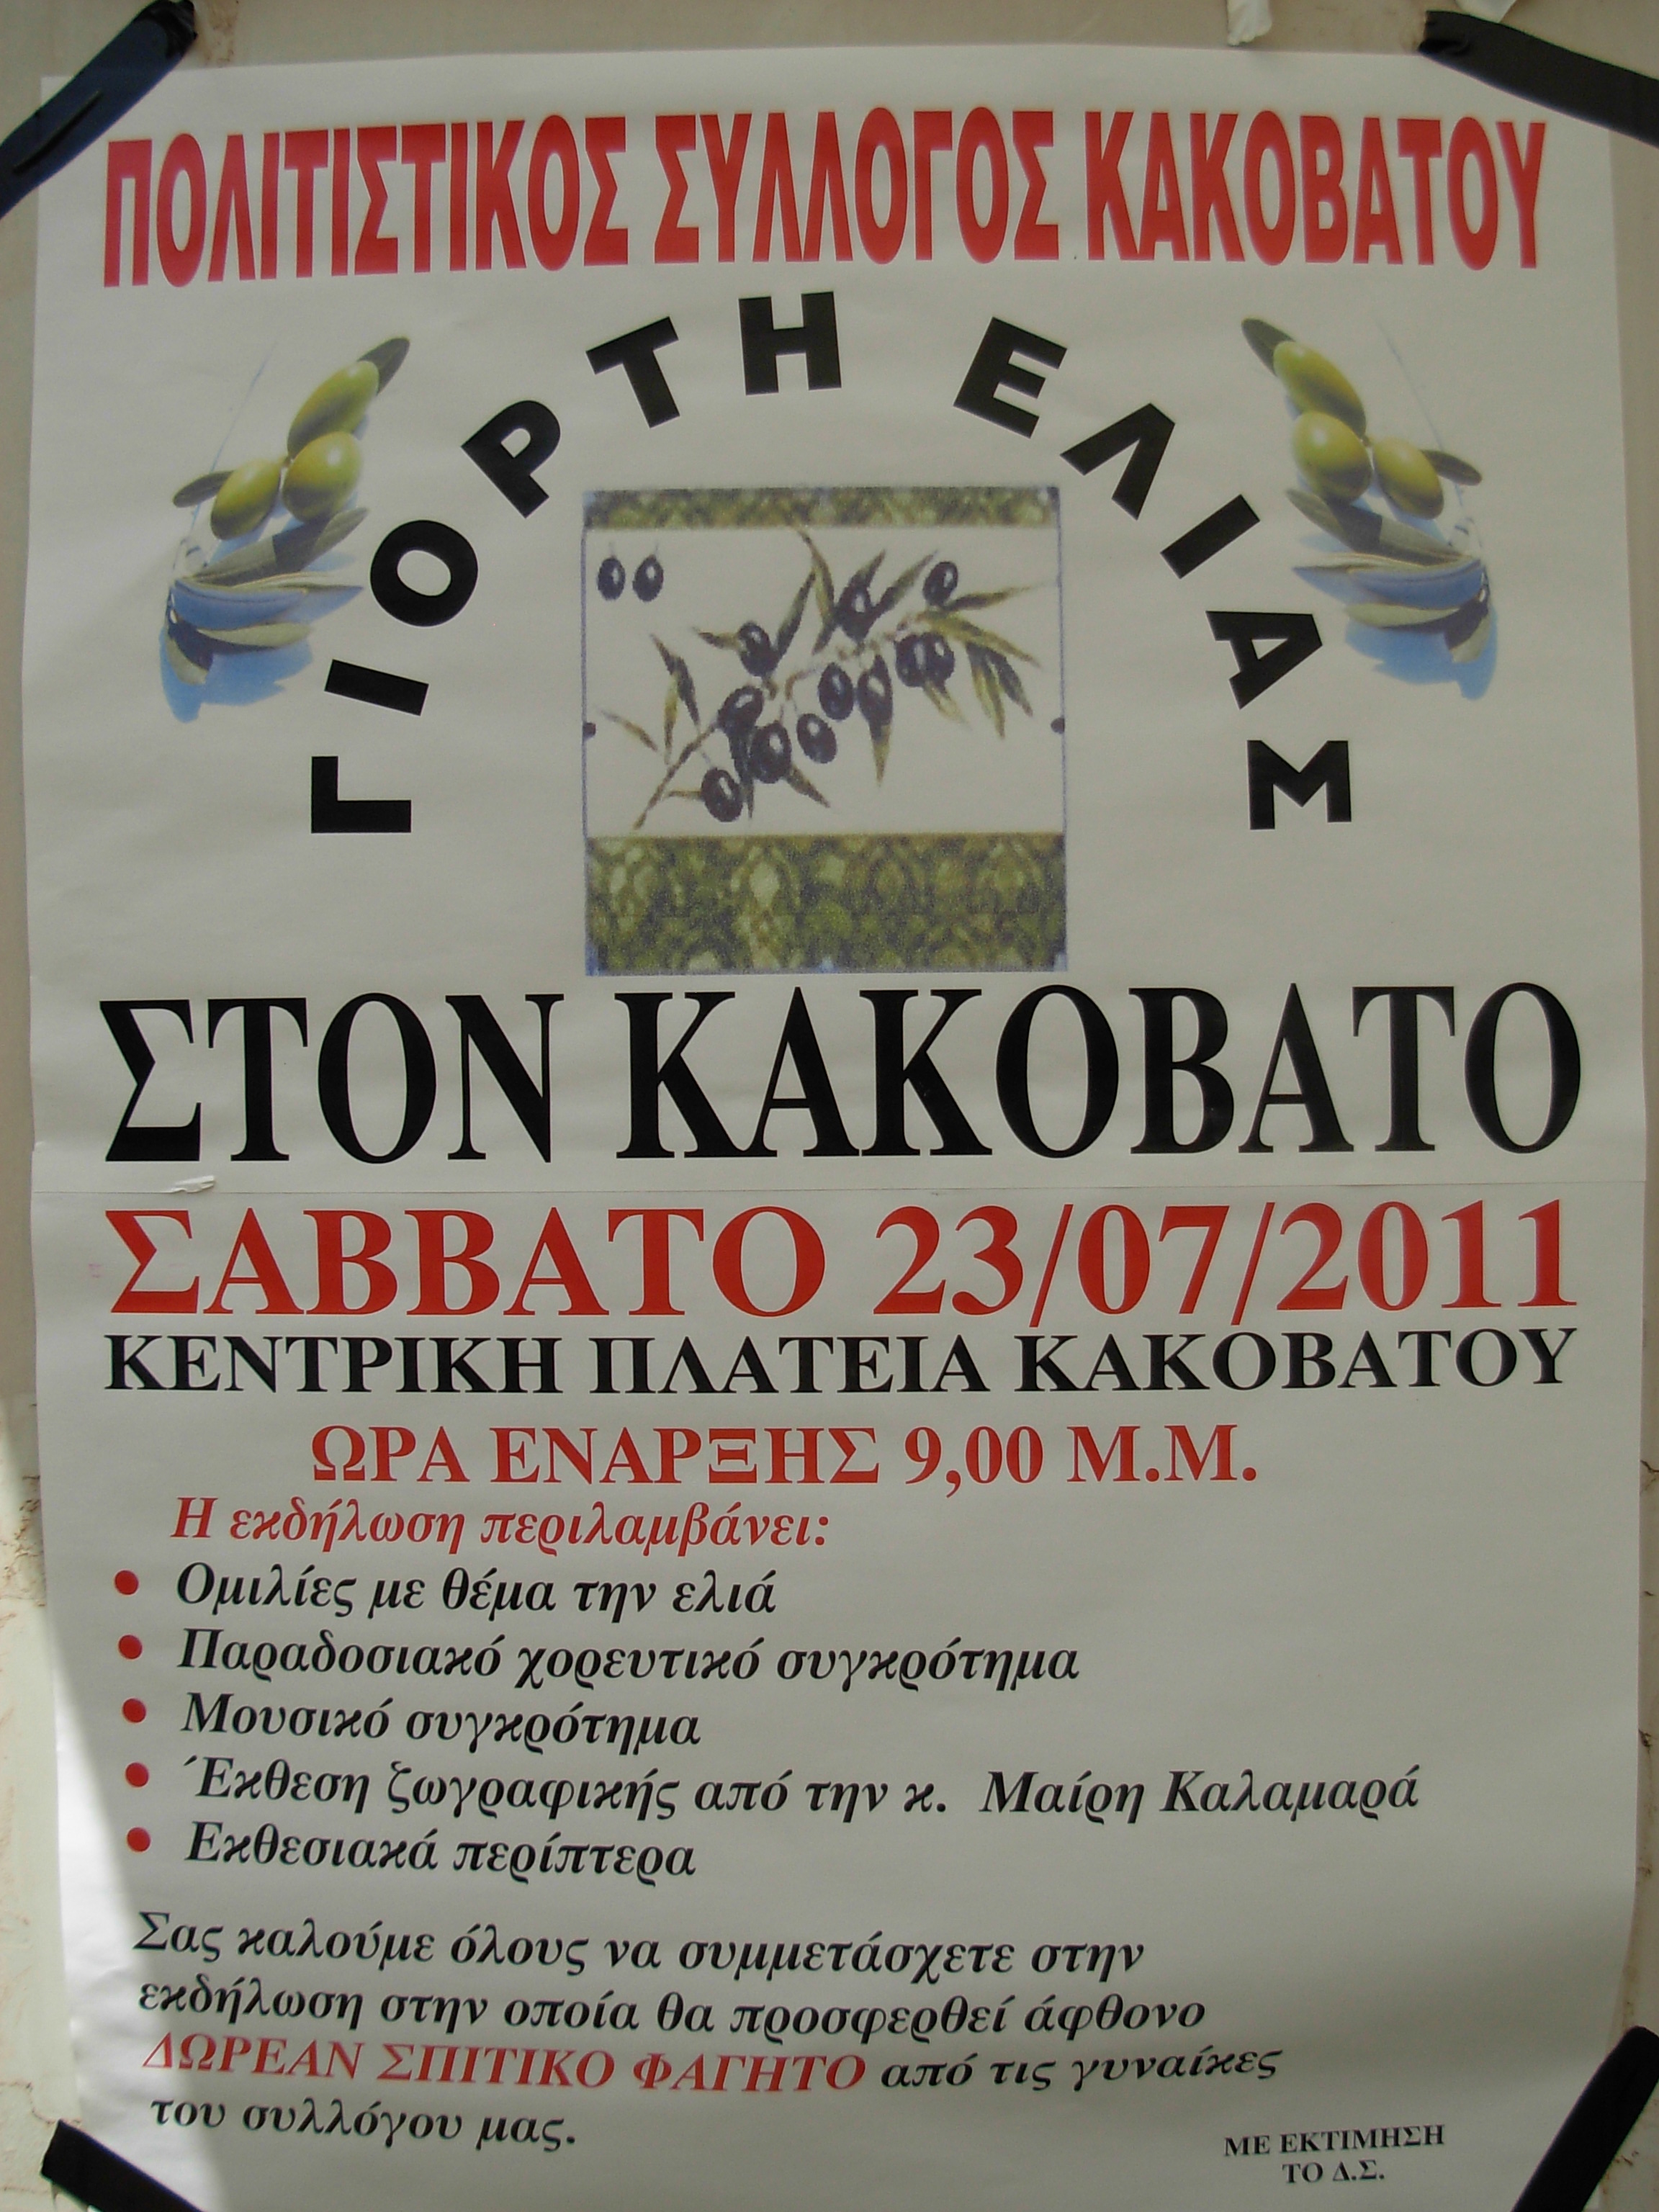 ΠΟΛΙΤΙΣΤΙΚΟΣ ΣΥΛΛΟΓΟΣ ΚΑΚΟΒΑΤΟΥ
ΓΙΟΡΤΗ ΕΛΙΑΣ
ΣΤΟΝ ΚΑΚΟΒΑΤΟ
ΣΑΒΒΑΤΟ 23/07/2011
ΚΕΝΤΡΙΚΗ ΠΛΑΤΕΙΑ ΚΑΚΟΒΑΤΟΥ
ΩΡΑ ΕΝΑΡΞΗΣ 9,00 Μ.Μ.
Η εκδήλωση περιλαμβάνει:
• Ομιλίες με θέμα την ελιά
• Παραδοσιακό χορευτικό συγκρότημα
• Μουσικό συγκρότημα
• Έκθεση ζωγραφικής από την κ. Μαίρη Καλαμαρά
• Εκθεσιακά περίπτερα
Σας καλούμε όλους να συμμετάσχετε στην
εκδήλωση στην οποία θα προσφερθεί άφθονο
ΔΩΡΕΑΝ ΣΠΙΤΙΚΟ ΦΑΓΗΤΟ από τις γυναίκες
του συλλόγου μας.
ΜΕ ΕΚΤΙΜΗΣΗ
ΤΟ Δ.Σ.